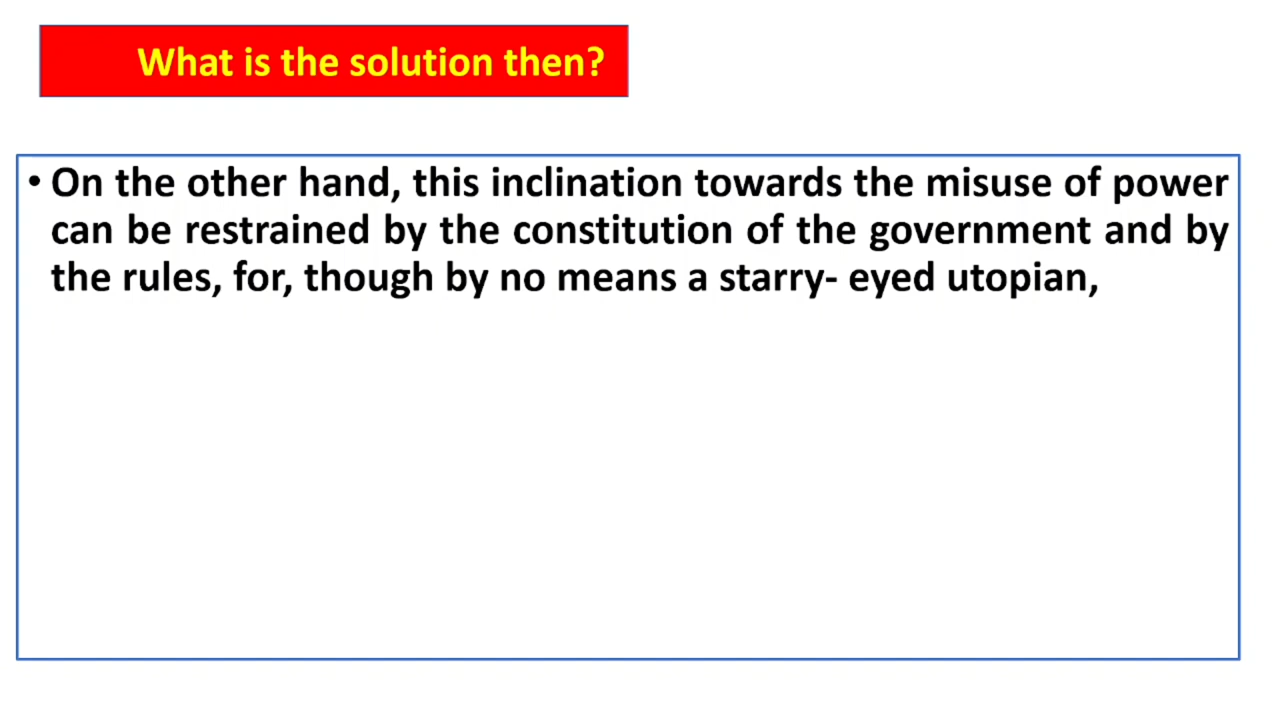 What is the solution then?
• On the other hand, this inclination towards the misuse of power
can be restrained by the constitution of the government and by
the rules, for, though by no means a starry- eyed utopian,